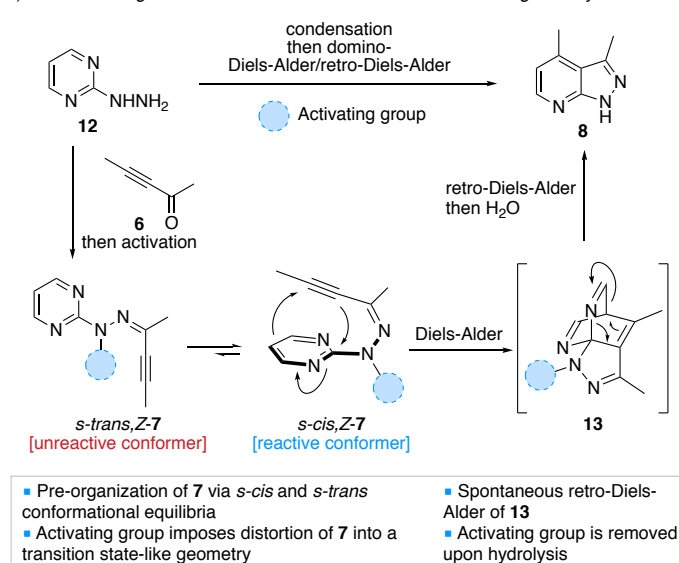 condensation
then domino-
Diels-Alder/retro-Diels-Alder
Activating group
N
N
NHNH2
12
N
N
N
H
8
6
O
then activation
retro-Diels-Alder
then H2O
N
N
N
N
s-trans,Z-7
[unreactive conformer]
N
N
N
N
s-cis,Z-7
[reactive conformer]
Diels-Alder
N
N
N
N
13
▪ Pre-organization of 7 via s-cis and s-trans
conformational equilibria
▪ Activating group imposes distortion of 7 into a
transition state-like geometry
▪ Spontaneous retro-Diels-
Alder of 13
▪ Activating group is removed
upon hydrolysis